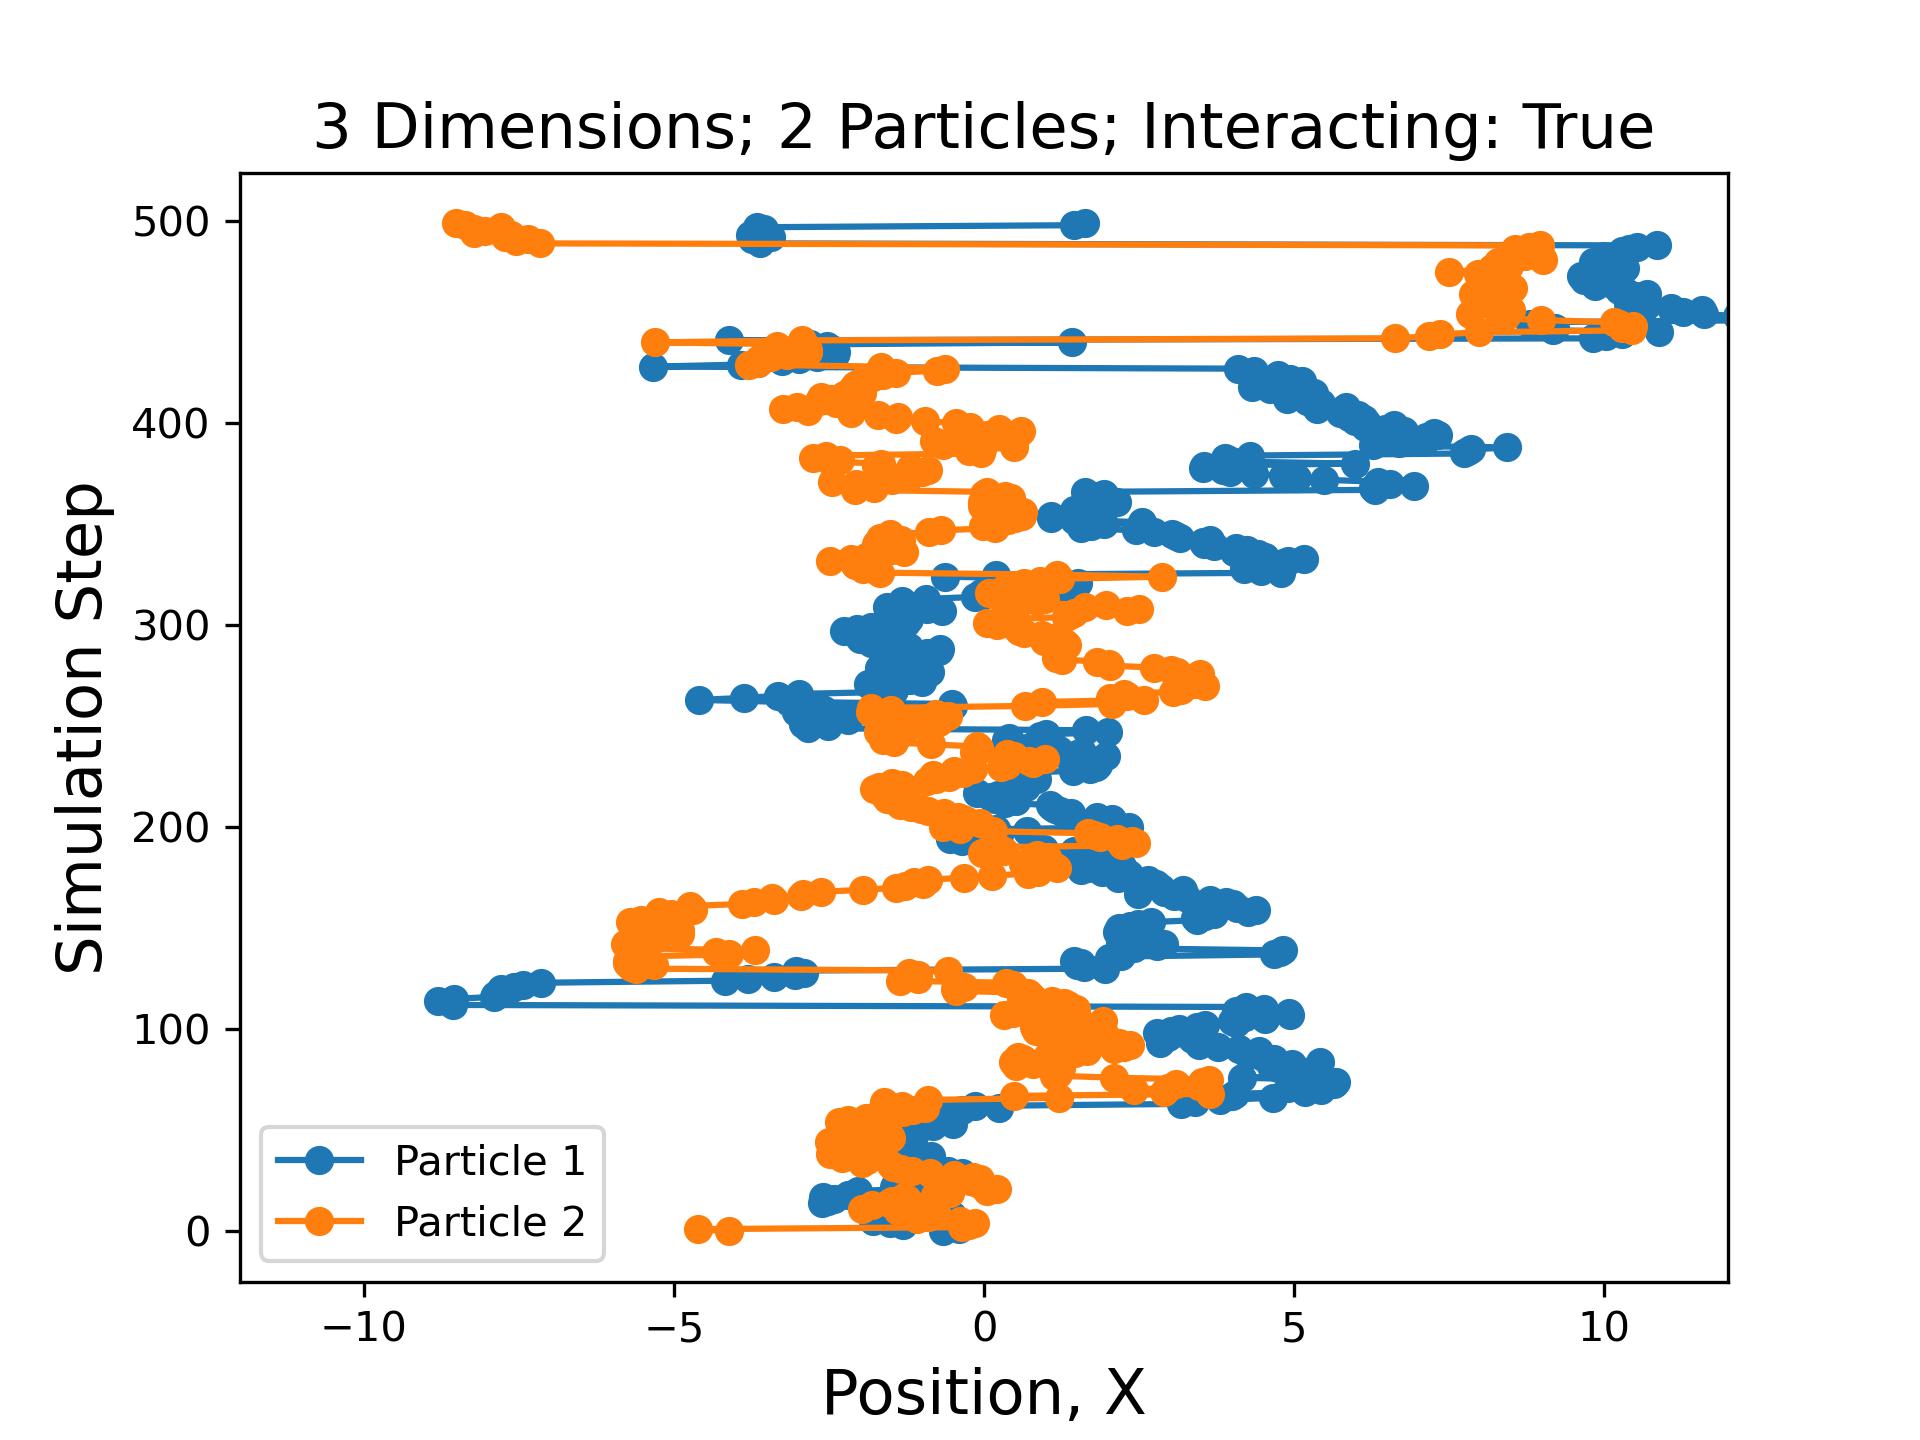 3 Dimensions; 2 Particles; Interacting: True
Simulation Step
500
400
300
200
100
0
Particle 1
Particle 2
−10
−5
0
5
10
Position, X